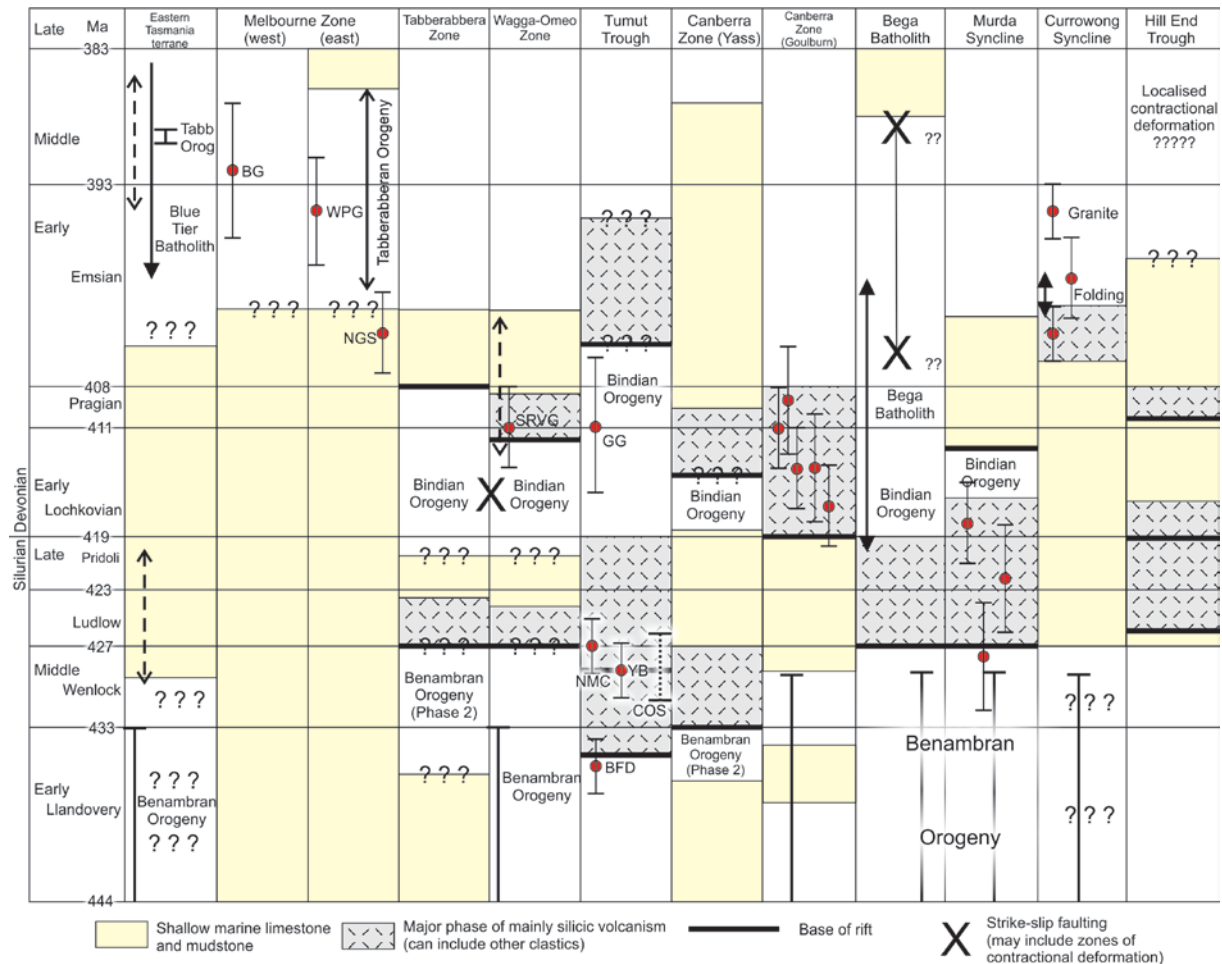 Late
Ma
Eastern
Tasmania
terrane
Melbourne Zone
(west)
(east)
Tabberabbera
Zone
Wagga-Omeo
Zone
Tumut
Trough
Canberra
Zone (Yass)
Canberra
Zone
(Goulburn)
Bega
Batholith
Murda
Syncline
Currowong
Syncline
Hill End
Trough
383
Middle
393
Early
Emsian
408
Pragian
411
Early
Lochkovian
Devonian
Silurian
419
Late
Pridoli
423
Ludlow
427
Middle
Wenlock
433
Early
Llandovery
444
Tabb
Orog
Blue
Tier
Batholith
? ? ?
? ? ?
? ? ?
Benambran
Orogeny
? ? ?
BG
WPG
Tabberabberan Orogeny
? ? ?
? ? ?
NGS
Bindian
Orogeny
? ? ?
? ? ?
Benambran
Orogeny
(Phase 2)
? ? ?
SRVG
Bindian
Orogeny
? ? ?
? ? ?
Benambran
Orogeny
? ? ?
? ? ?
Bindian
Orogeny
GG
NMC
YB
COS
BFD
? ? ?
Bindian
Orogeny
Benambran
Orogeny
(Phase 2)
??
??
Bega
Batholith
Bindian
Orogeny
Bindian
Orogeny
Benambran
Orogeny
Granite
Folding
? ? ?
? ? ?
Localised
contractional
deformation
?????
? ? ?
Shallow marine limestone
and mudstone
Major phase of mainly silicic volcanism
(can include other clastics)
Base of rift
Strike-slip faulting
(may include zones of
contractional deformation)